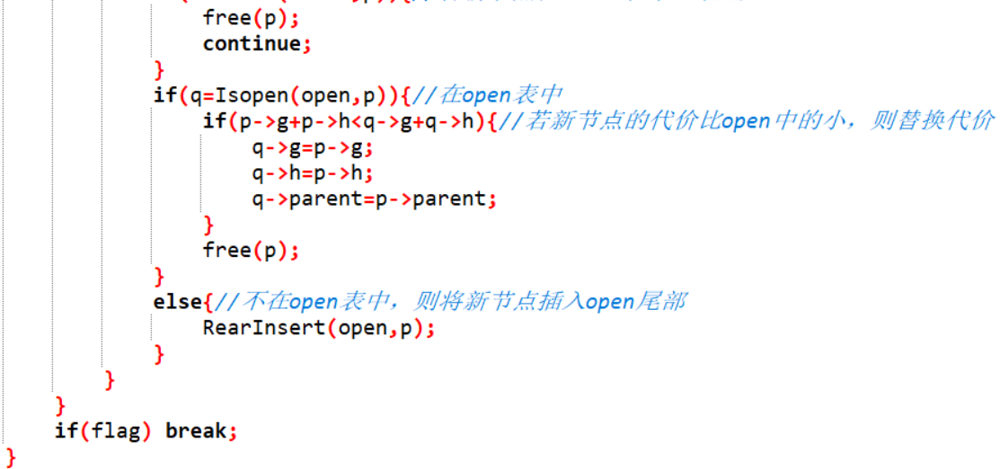 free(p);
continue;
}
if(q=Isopen(open,p)){//在open表中
if(p->g+p->h<q->g+q->h){//若新节点的代价比open中的小，则替换代价
q->g=p->g;
q->h=p->h;
q->parent=p->parent;
}
free(p);
}
else{//不在open表中，则将新节点插入open尾部
RearInsert(open,p);
}
}
}
if(flag) break;
}